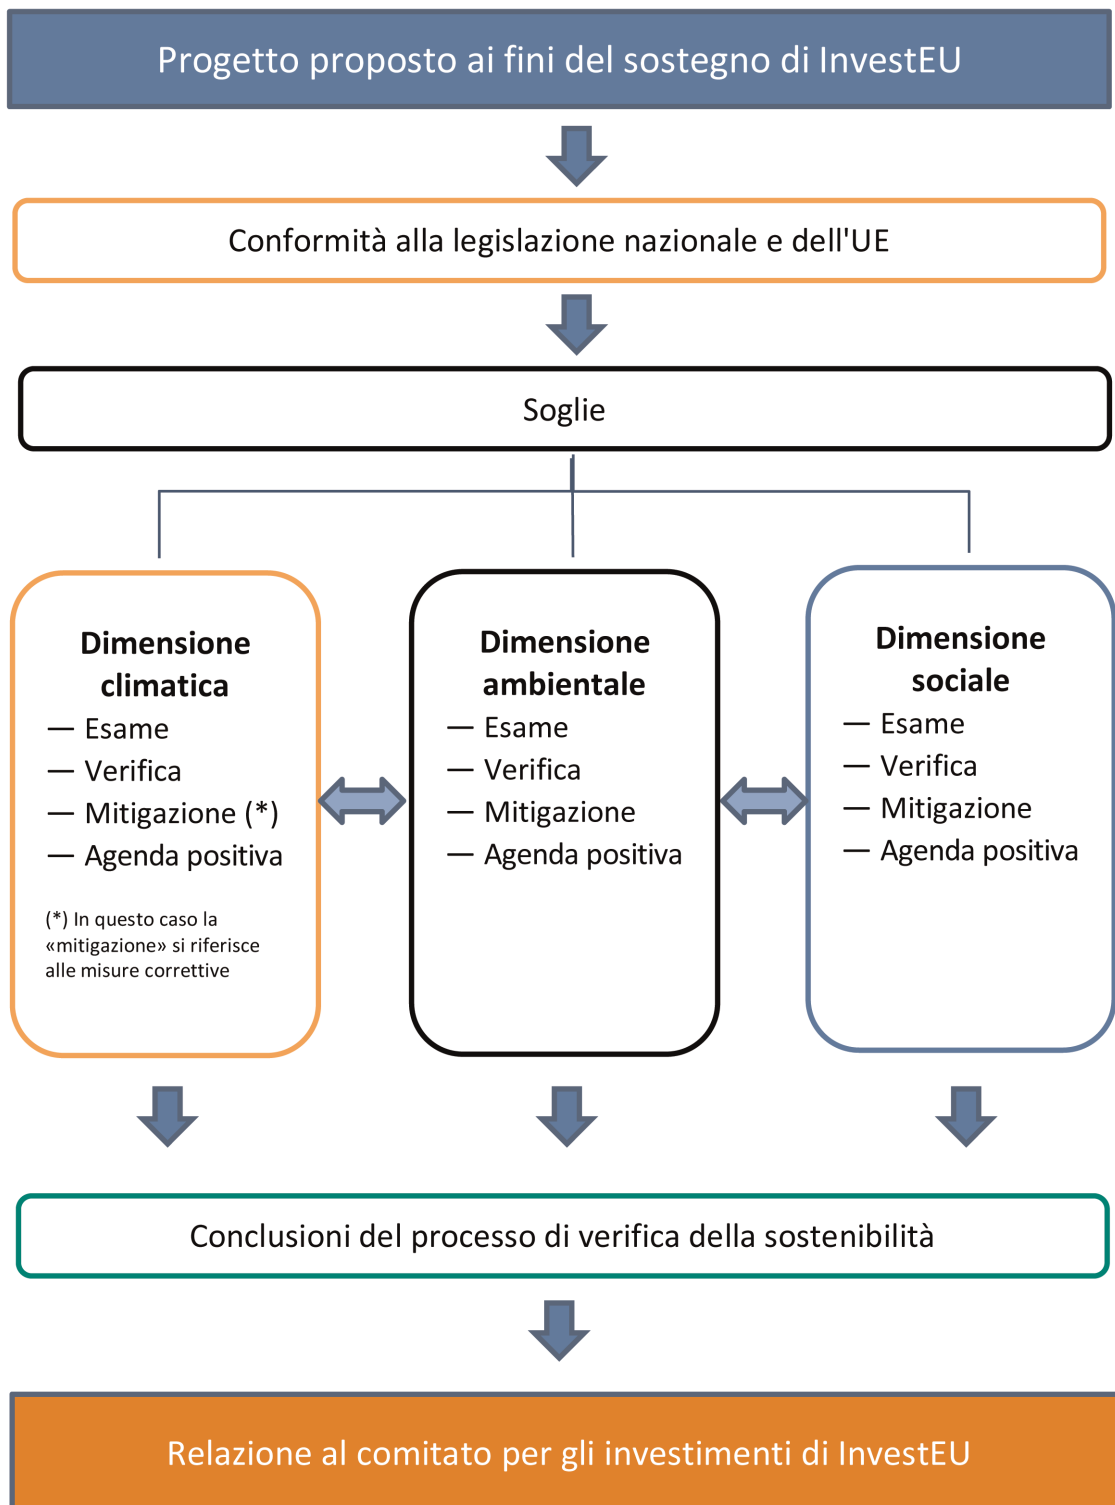 Progetto proposto ai fini del sostegno di InvestEU
Conformità alla legislazione nazionale e dell'UE
Soglie
Dimensione
climatica
— Esame
— Verifica
— Mitigazione (*)
— Agenda positiva
(*) In questo caso la
«mitigazione» si riferisce
alle misure correttive
Dimensione
ambientale
— Esame
— Verifica
— Mitigazione
— Agenda positiva
Dimensione
sociale
— Esame
— Verifica
— Mitigazione
— Agenda positiva
Conclusioni del processo di verifica della sostenibilità
Relazione al comitato per gli investimenti di InvestEU